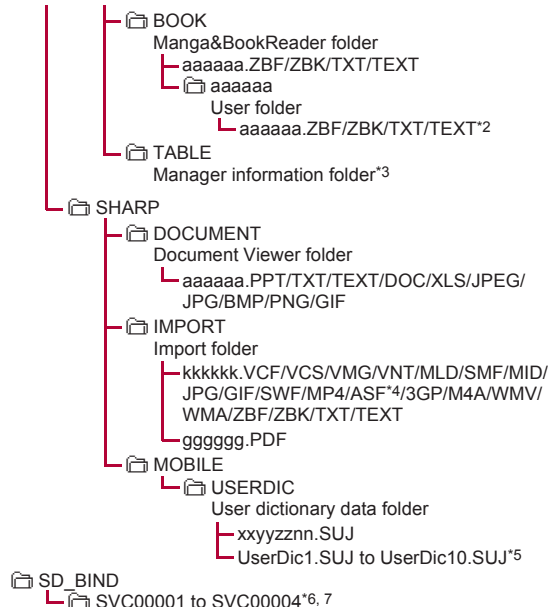 BOOK
Manga&BookReader folder
aaaaaa.ZBF/ZBK/TXT/TEXT
aaaaaa
User folder
aaaaaa.ZBF/ZBK/TXT/TEXT*2
TABLE
Manager information folder*3
SHARP
DOCUMENT
Document Viewer folder
aaaaaa.PPT/TXT/TEXT/DOC/XLS/JPEG/
JPG/BMP/PNG/GIF
IMPORT
Import folder
kkkkkk.VCF/VCS/VMG/VNT/MLD/SMF/MID/
JPG/GIF/SWF/MP4/ASF*4/3GP/M4A/WMV/
WMA/ZBF/ZBK/TXT/TEXT
gggggg.PDF
MOBILE
USERDIC
User dictionary data folder
xxyyzznn.SUJ
UserDic1.SUJ to UserDic10.SUJ*5
SD_BIND
SVC00001 to SVC00004*6, 7